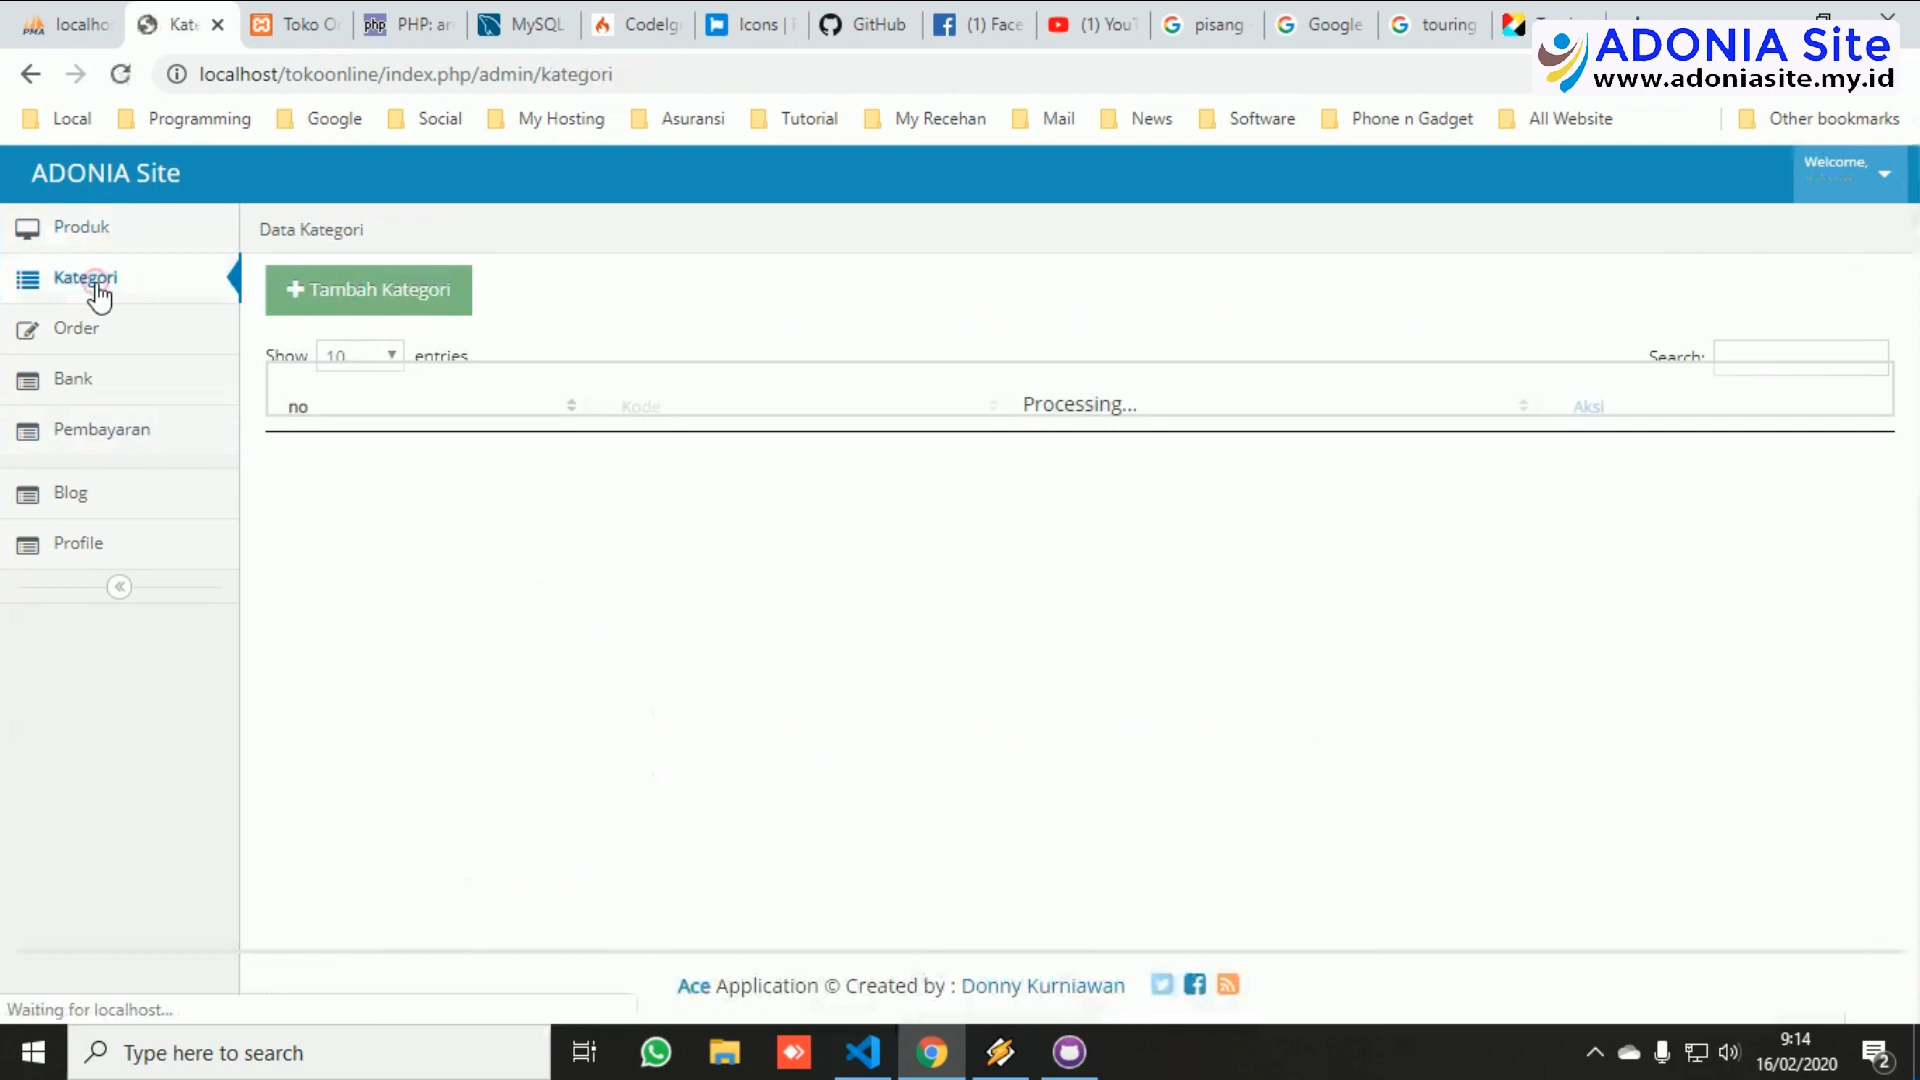 localho
Kate
Toko O
PHP: ar
MySQL
CodeIg
Icons |
GitHub
(1) Face
(1) You
pisang
Google
touring
ADONIA Site
www.adoniasite.my.id
localhost/tokoonline/index.php/admin/kategori
Local
Programming
Google
Social
My Hosting
Asuransi
Tutorial
My Recehan
Mail
News
Software
Phone n Gadget
All Website
Other bookmarks
ADONIA Site
Welcome,
Produk
Data Kategori
Kategori
+ Tambah Kategori
Order
Show 10 entries
Search:
Bank
no
Kode
Processing...
Aksi
Pembayaran
Blog
Profile
Ace Application © Created by : Donny Kurniawan
Waiting for localhost...
Type here to search
9:14
16/02/2020
2